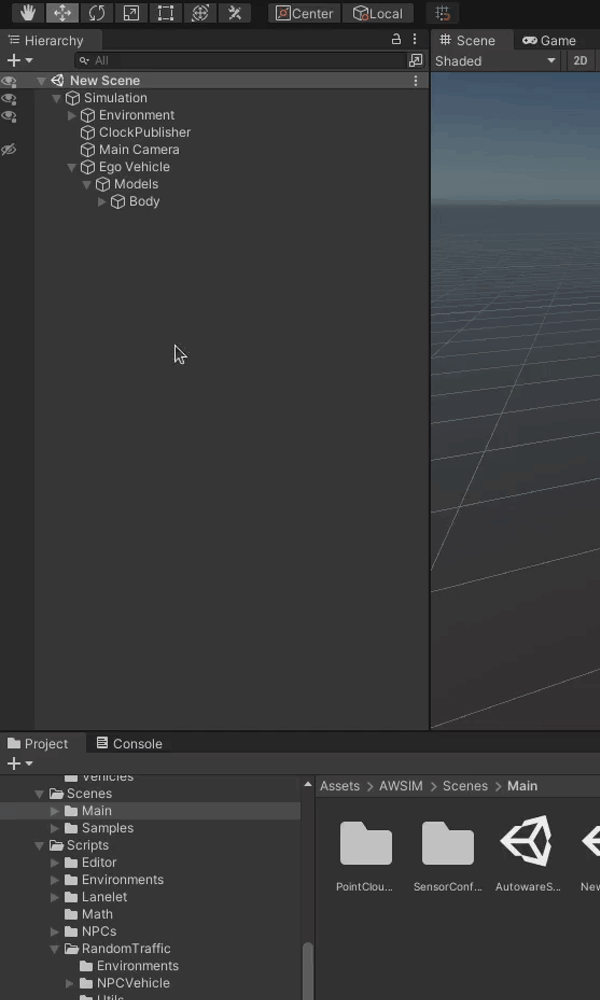 Center Local
Hierarchy
Scene Game
All
Shaded 2D
New Scene
Simulation
Environment
ClockPublisher
Main Camera
Ego Vehicle
Models
Body
Project Console
Vehicles
Scenes
Assets > AWSIM > Scenes > Main
Main
Samples
Scripts
Editor
PointClou... SensorConf... AutowareS... New
Environments
Lanelet
Math
NPCs
RandomTraffic
Environments
NPCVehicle
Utils